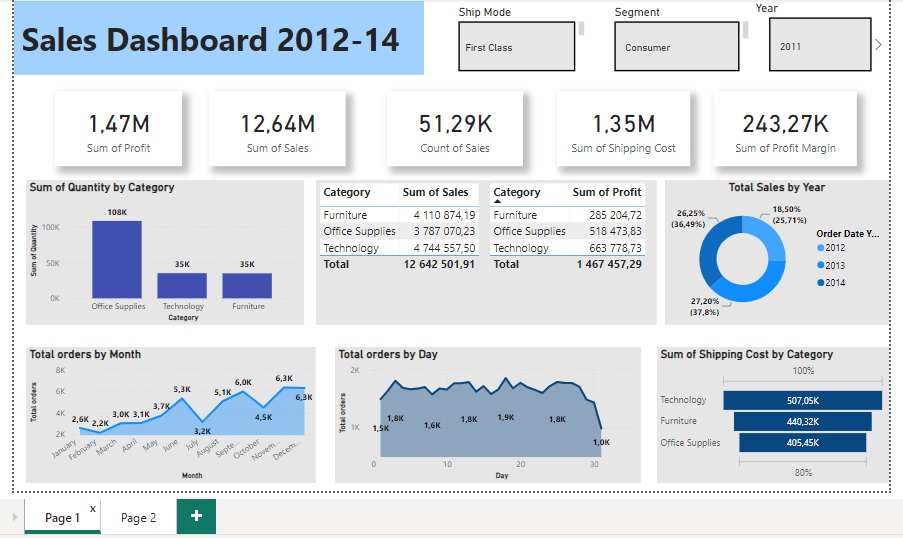 Sales Dashboard 2012-14
Ship Mode
First Class
Segment
Consumer
Year
2011
1,47M
Sum of Profit
12,64M
Sum of Sales
51,29K
Count of Sales
1,35M
Sum of Shipping Cost
243,27K
Sum of Profit Margin
Sum of Quantity by Category
Sum of Quantity
100K
50K
0K
108K
35K
35K
Office Supplies
Technology
Furniture
Category
Category Sum of Sales
Furniture 4 110 874,19
Office Supplies 3 787 070,23
Technology 4 744 557,50
Total 12 642 501,91
Category Sum of Profit
Furniture 285 204,72
Office Supplies 518 473,83
Technology 663 778,73
Total 1 467 457,29
Total Sales by Year
26,25%
(36,49%)
18,50%
(25,71%)
27,20%
(37,8%)
Order Date Y...
2012
2013
2014
Total orders by Month
Total orders
8K
6K
4K
2K
2,6K
2,2K
3,0K
3,1K
3,7K
5,3K
3,2K
5,1K
6,0K
4,5K
6,3K
6,3K
January
February
March
April
May
June
July
August
Septe...
October
Novem...
Decem...
Month
Total orders by Day
Total orders
2K
1K
1,5K
1,8K
1,6K
1,8K
1,9K
1,8K
1,0K
0
10
20
30
Day
Sum of Shipping Cost by Category
100%
Technology 507,05K
Furniture 440,32K
Office Supplies 405,45K
80%
Page 1 x
Page 2
+